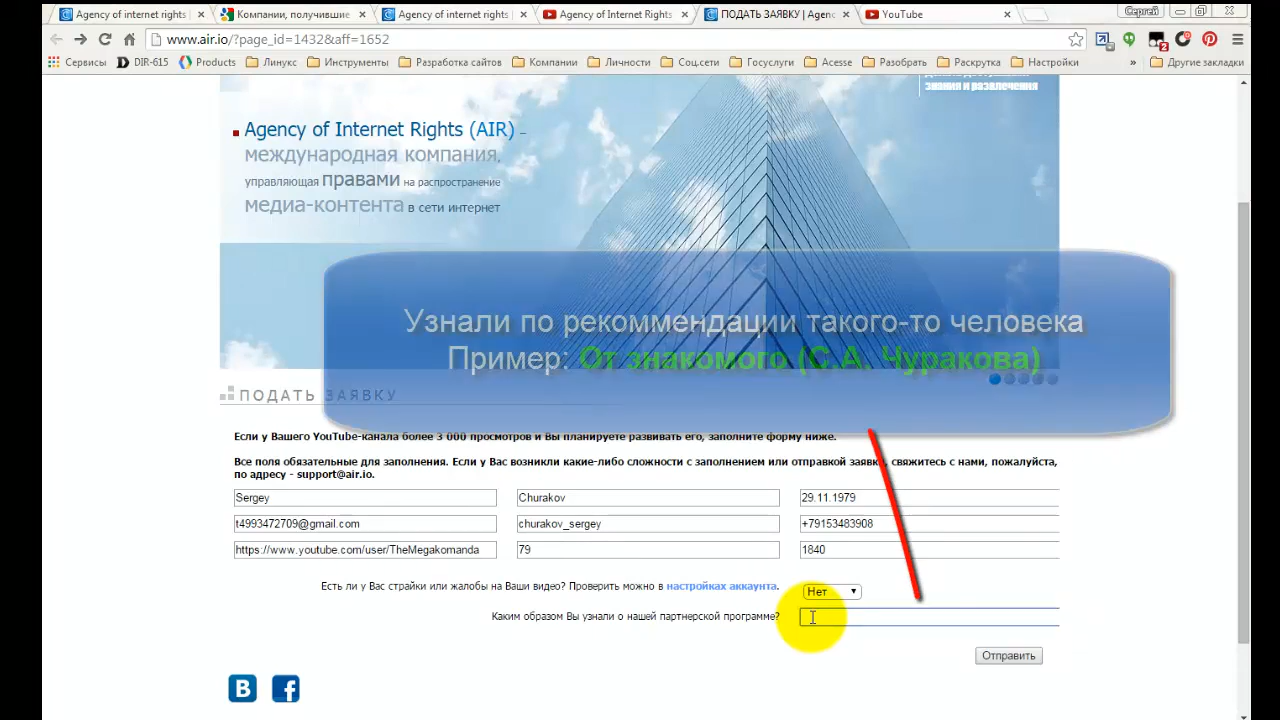 Agency of internet rights
Компании, получившие
Agency of internet rights
Agency of Internet Rights
ПОДАТЬ ЗАЯВКУ | Agenc
YouTube
Сергей
www.air.io/?page_id=1432&aff=1652
2
Сервисы
DIR-615
Products
Линукс
Инструменты
Разработка сайтов
Компании
Личности
Соц.сети
Госуслуги
Acesse
Разобрать
Раскрутка
Настройки
»
Другие закладки
знания и развлечения
Agency of Internet Rights (AIR) –
международная компания,
управляющая правами на распространение
медиа-контента в сети интернет
Узнали по рекоммендации такого-то человека
Пример: От знакомого (С.А. Чуракова)
ПОДАТЬ ЗАЯВКУ
Если у Вашего YouTube-канала более 3 000 просмотров и Вы планируете развивать его, заполните форму ниже.
Все поля обязательные для заполнения. Если у Вас возникли какие-либо сложности с заполнением или отправкой заявки, свяжитесь с нами, пожалуйста,
по адресу - support@air.io.
Sergey
Churakov
29.11.1979
t4993472709@gmail.com
churakov_sergey
+79153483908
https://www.youtube.com/user/TheMegakomanda
79
1840
Есть ли у Вас страйки или жалобы на Ваши видео? Проверить можно в настройках аккаунта.
Нет
Каким образом Вы узнали о нашей партнерской программе?
Отправить
B
f